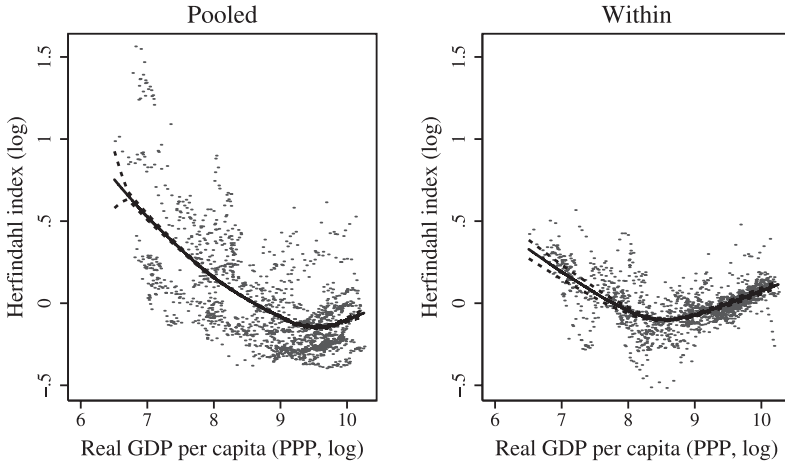 Pooled
Within
Herfindahl index (log)
1.5
1
.5
0
−.5
6 7 8 9 10
Real GDP per capita (PPP, log)
Herfindahl index (log)
1.5
1
.5
0
−.5
6 7 8 9 10
Real GDP per capita (PPP, log)